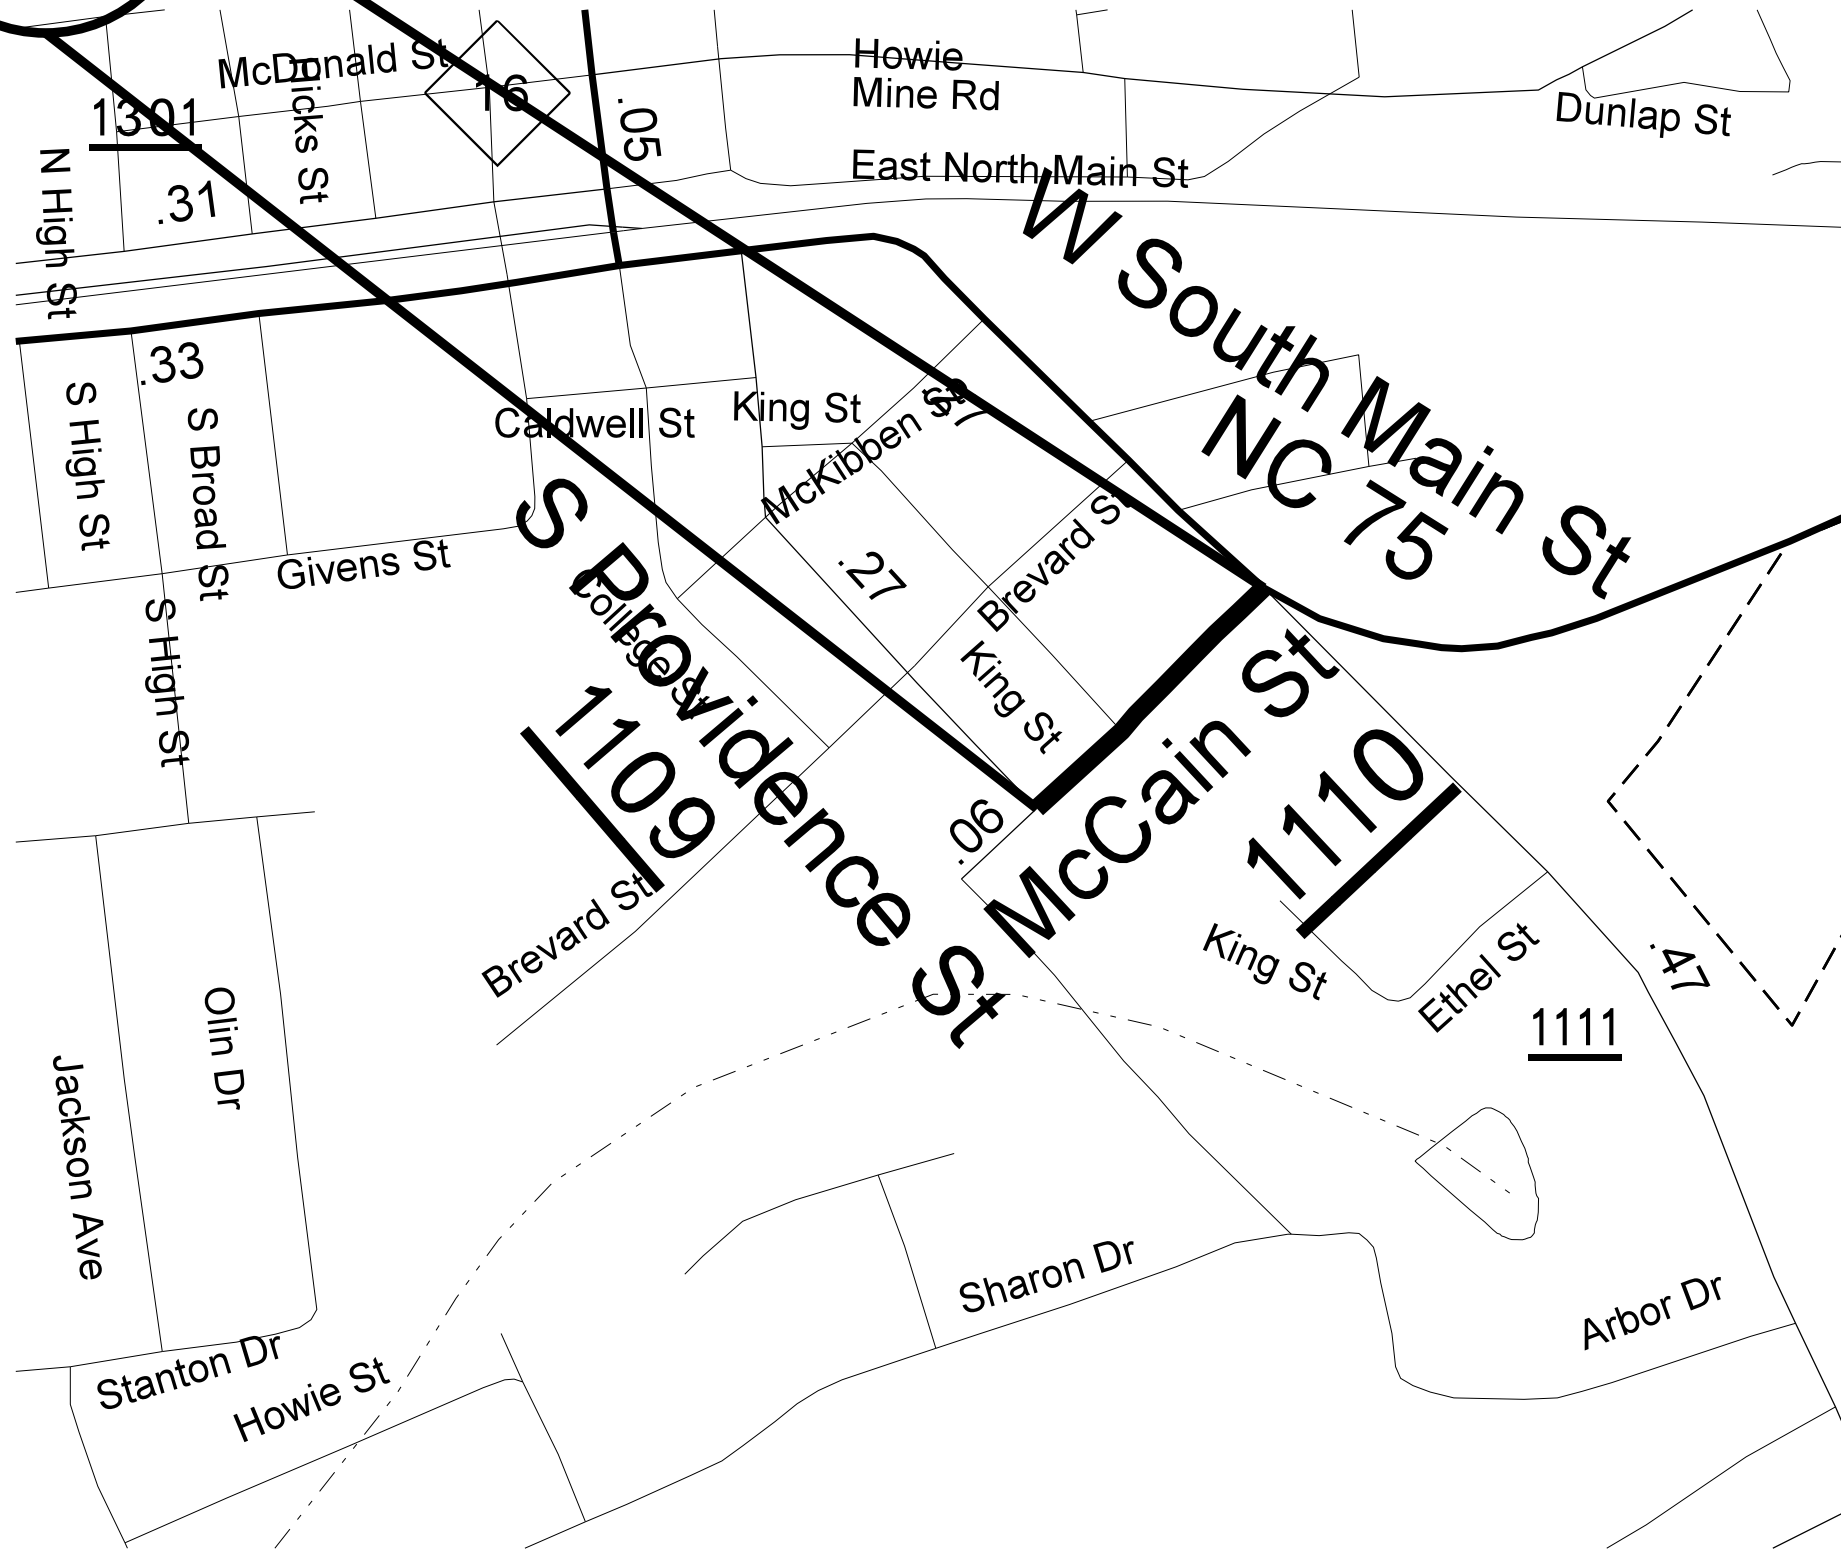 McDonald St
Hicks St
16
.05
Howie
Mine Rd
Dunlap St
1301
.31
N High St
East North Main St
W South Main St
NC 75
.33
S High St
S Broad St
Caldwell St
King St
McKibben St
Givens St
S High St
College St
S Providence St
1109
.27
Brevard St
King St
McCain St
1110
.06
Brevard St
King St
Ethel St
.47
1111
Olin Dr
Jackson Ave
Sharon Dr
Arbor Dr
Stanton Dr
Howie St